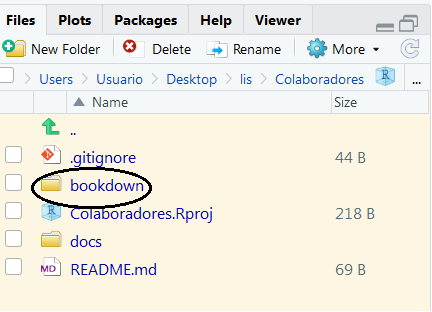 Files Plots Packages Help Viewer
New Folder Delete Rename More
Users Usuario Desktop lis Colaboradores R ...
Name Size
..
.gitignore 44 B
bookdown
R Colaboradores.Rproj 218 B
docs
MD README.md 69 B